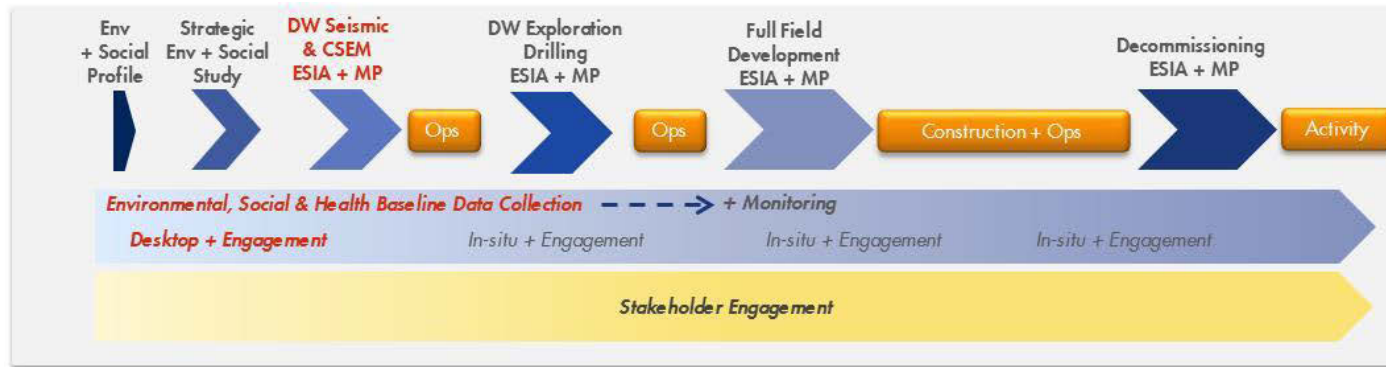 Env
+ Social
Profile
Strategic
Env + Social
Study
DW Seismic
& CSEM
ESIA + MP
Ops
DW Exploration
Drilling
ESIA + MP
Ops
Full Field
Development
ESIA + MP
Construction + Ops
Decommissioning
ESIA + MP
Activity
Environmental, Social & Health Baseline Data Collection
+ Monitoring
Desktop + Engagement
In-situ + Engagement
In-situ + Engagement
In-situ + Engagement
Stakeholder Engagement